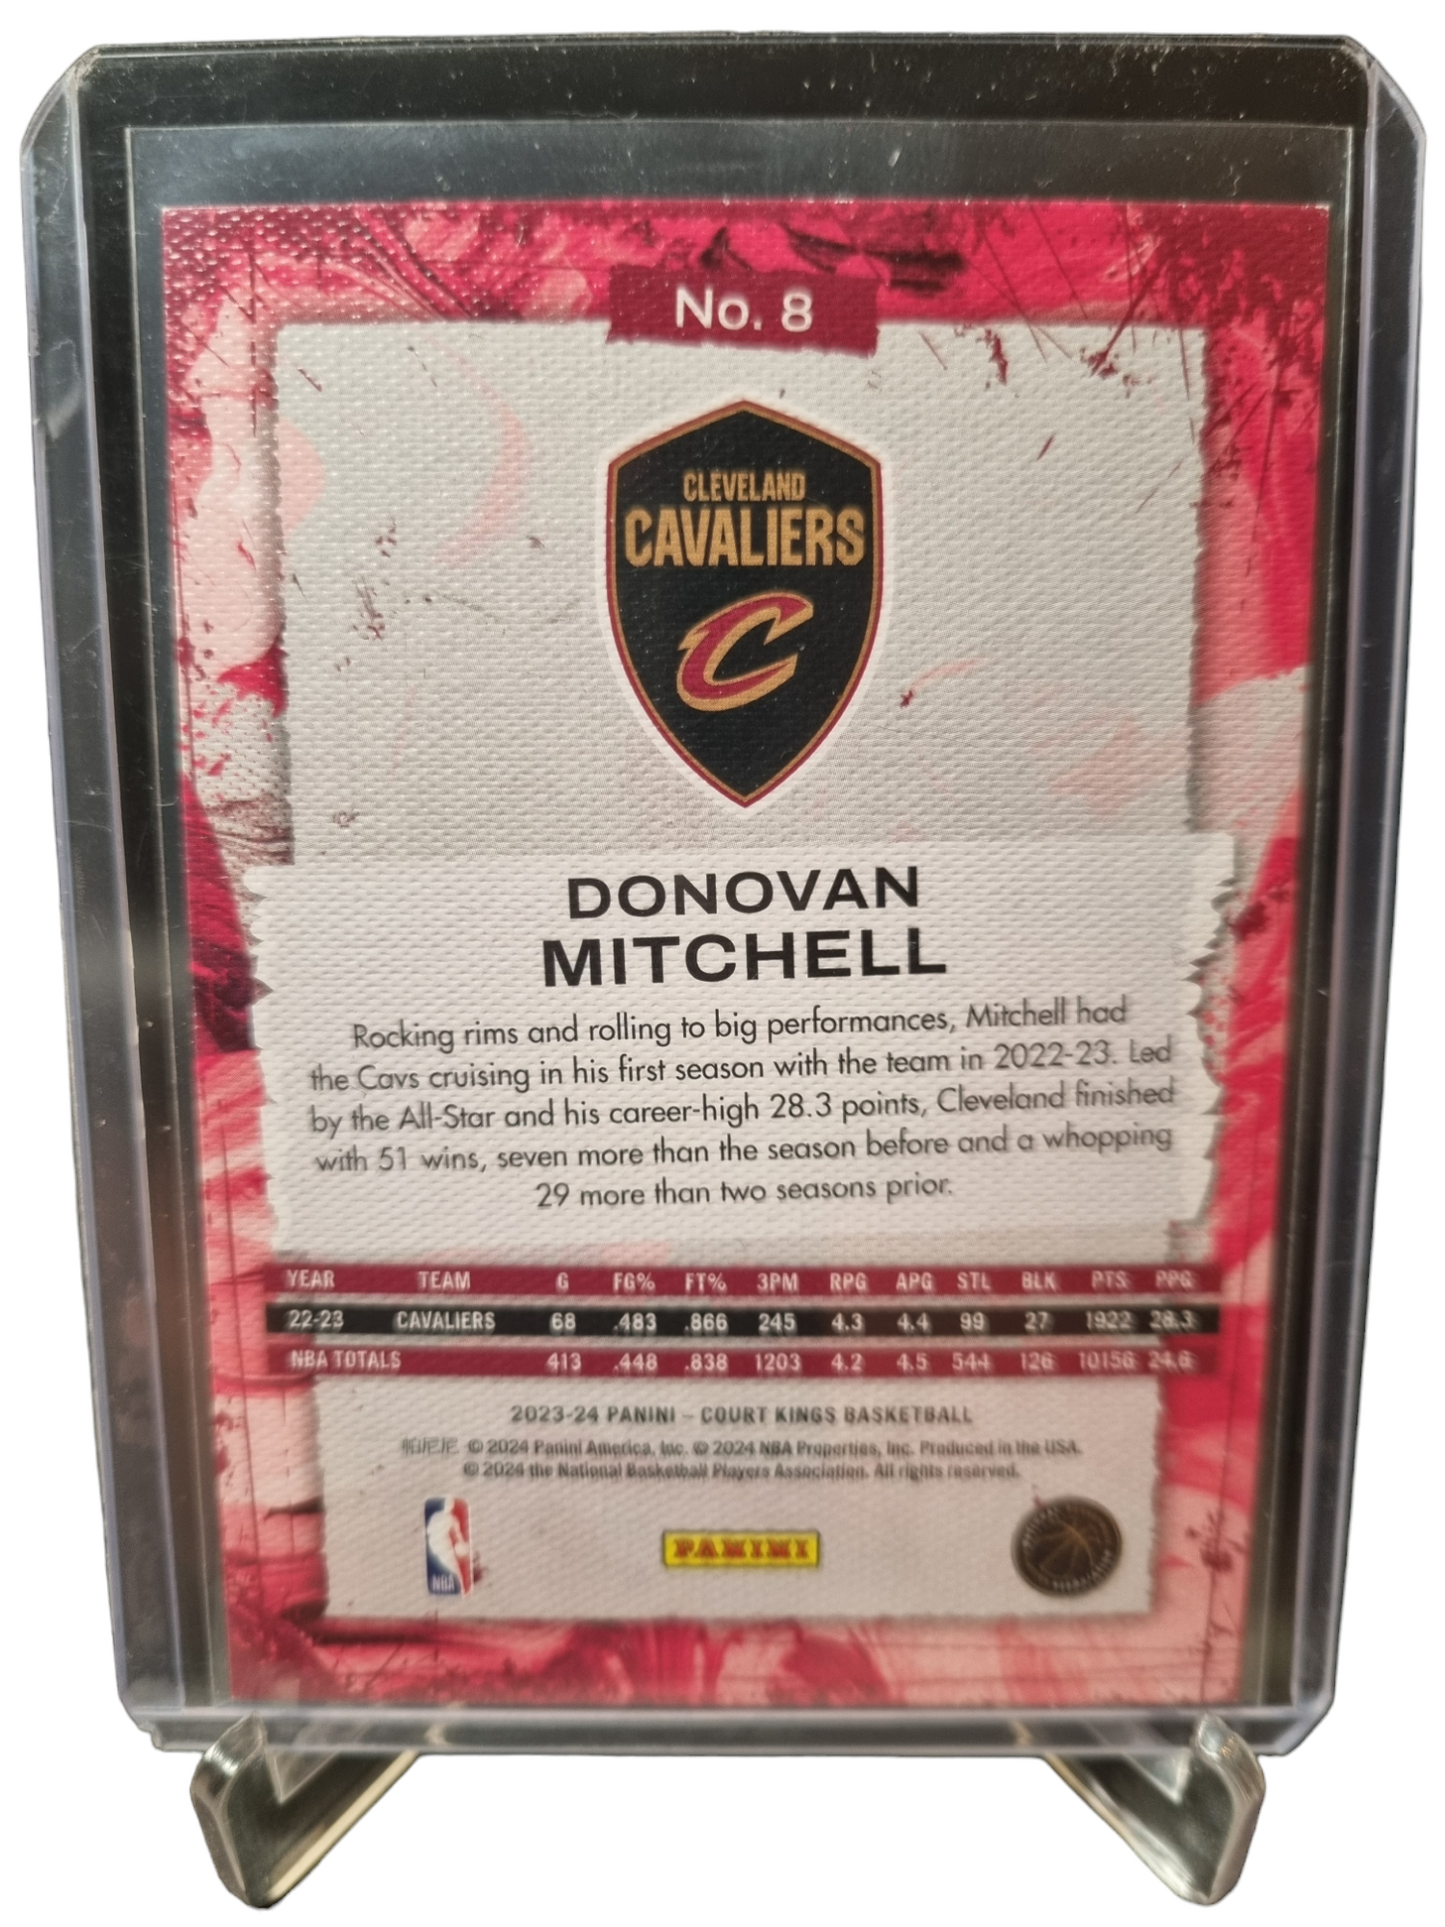 No. 8
CLEVELAND
CAVALIERS
C
DONOVAN
MITCHELL
Rocking rims and rolling to big performances, Mitchell had
the Cavs cruising in his first season with the team in 2022-23. Led
by the All-Star and his career-high 28.3 points, Cleveland finished
with 51 wins, seven more than the season before and a whopping
29 more than two seasons prior.
YEAR TEAM G FG% FT% 3PM RPG APG STL BLK PTS PPG
22-23 CAVALIERS 68 .483 .866 245 4.3 4.4 99 27 1922 28.3
NBA TOTALS 413 .448 .838 1203 4.2 4.5 544 126 10156 24.6
2023-24 PANINI – COURT KINGS BASKETBALL
帕尼尼 © 2024 Panini America, Inc. © 2024 NBA Properties, Inc. Produced in the USA.
© 2024 the National Basketball Players Association. All rights reserved.
NBA
PANINI